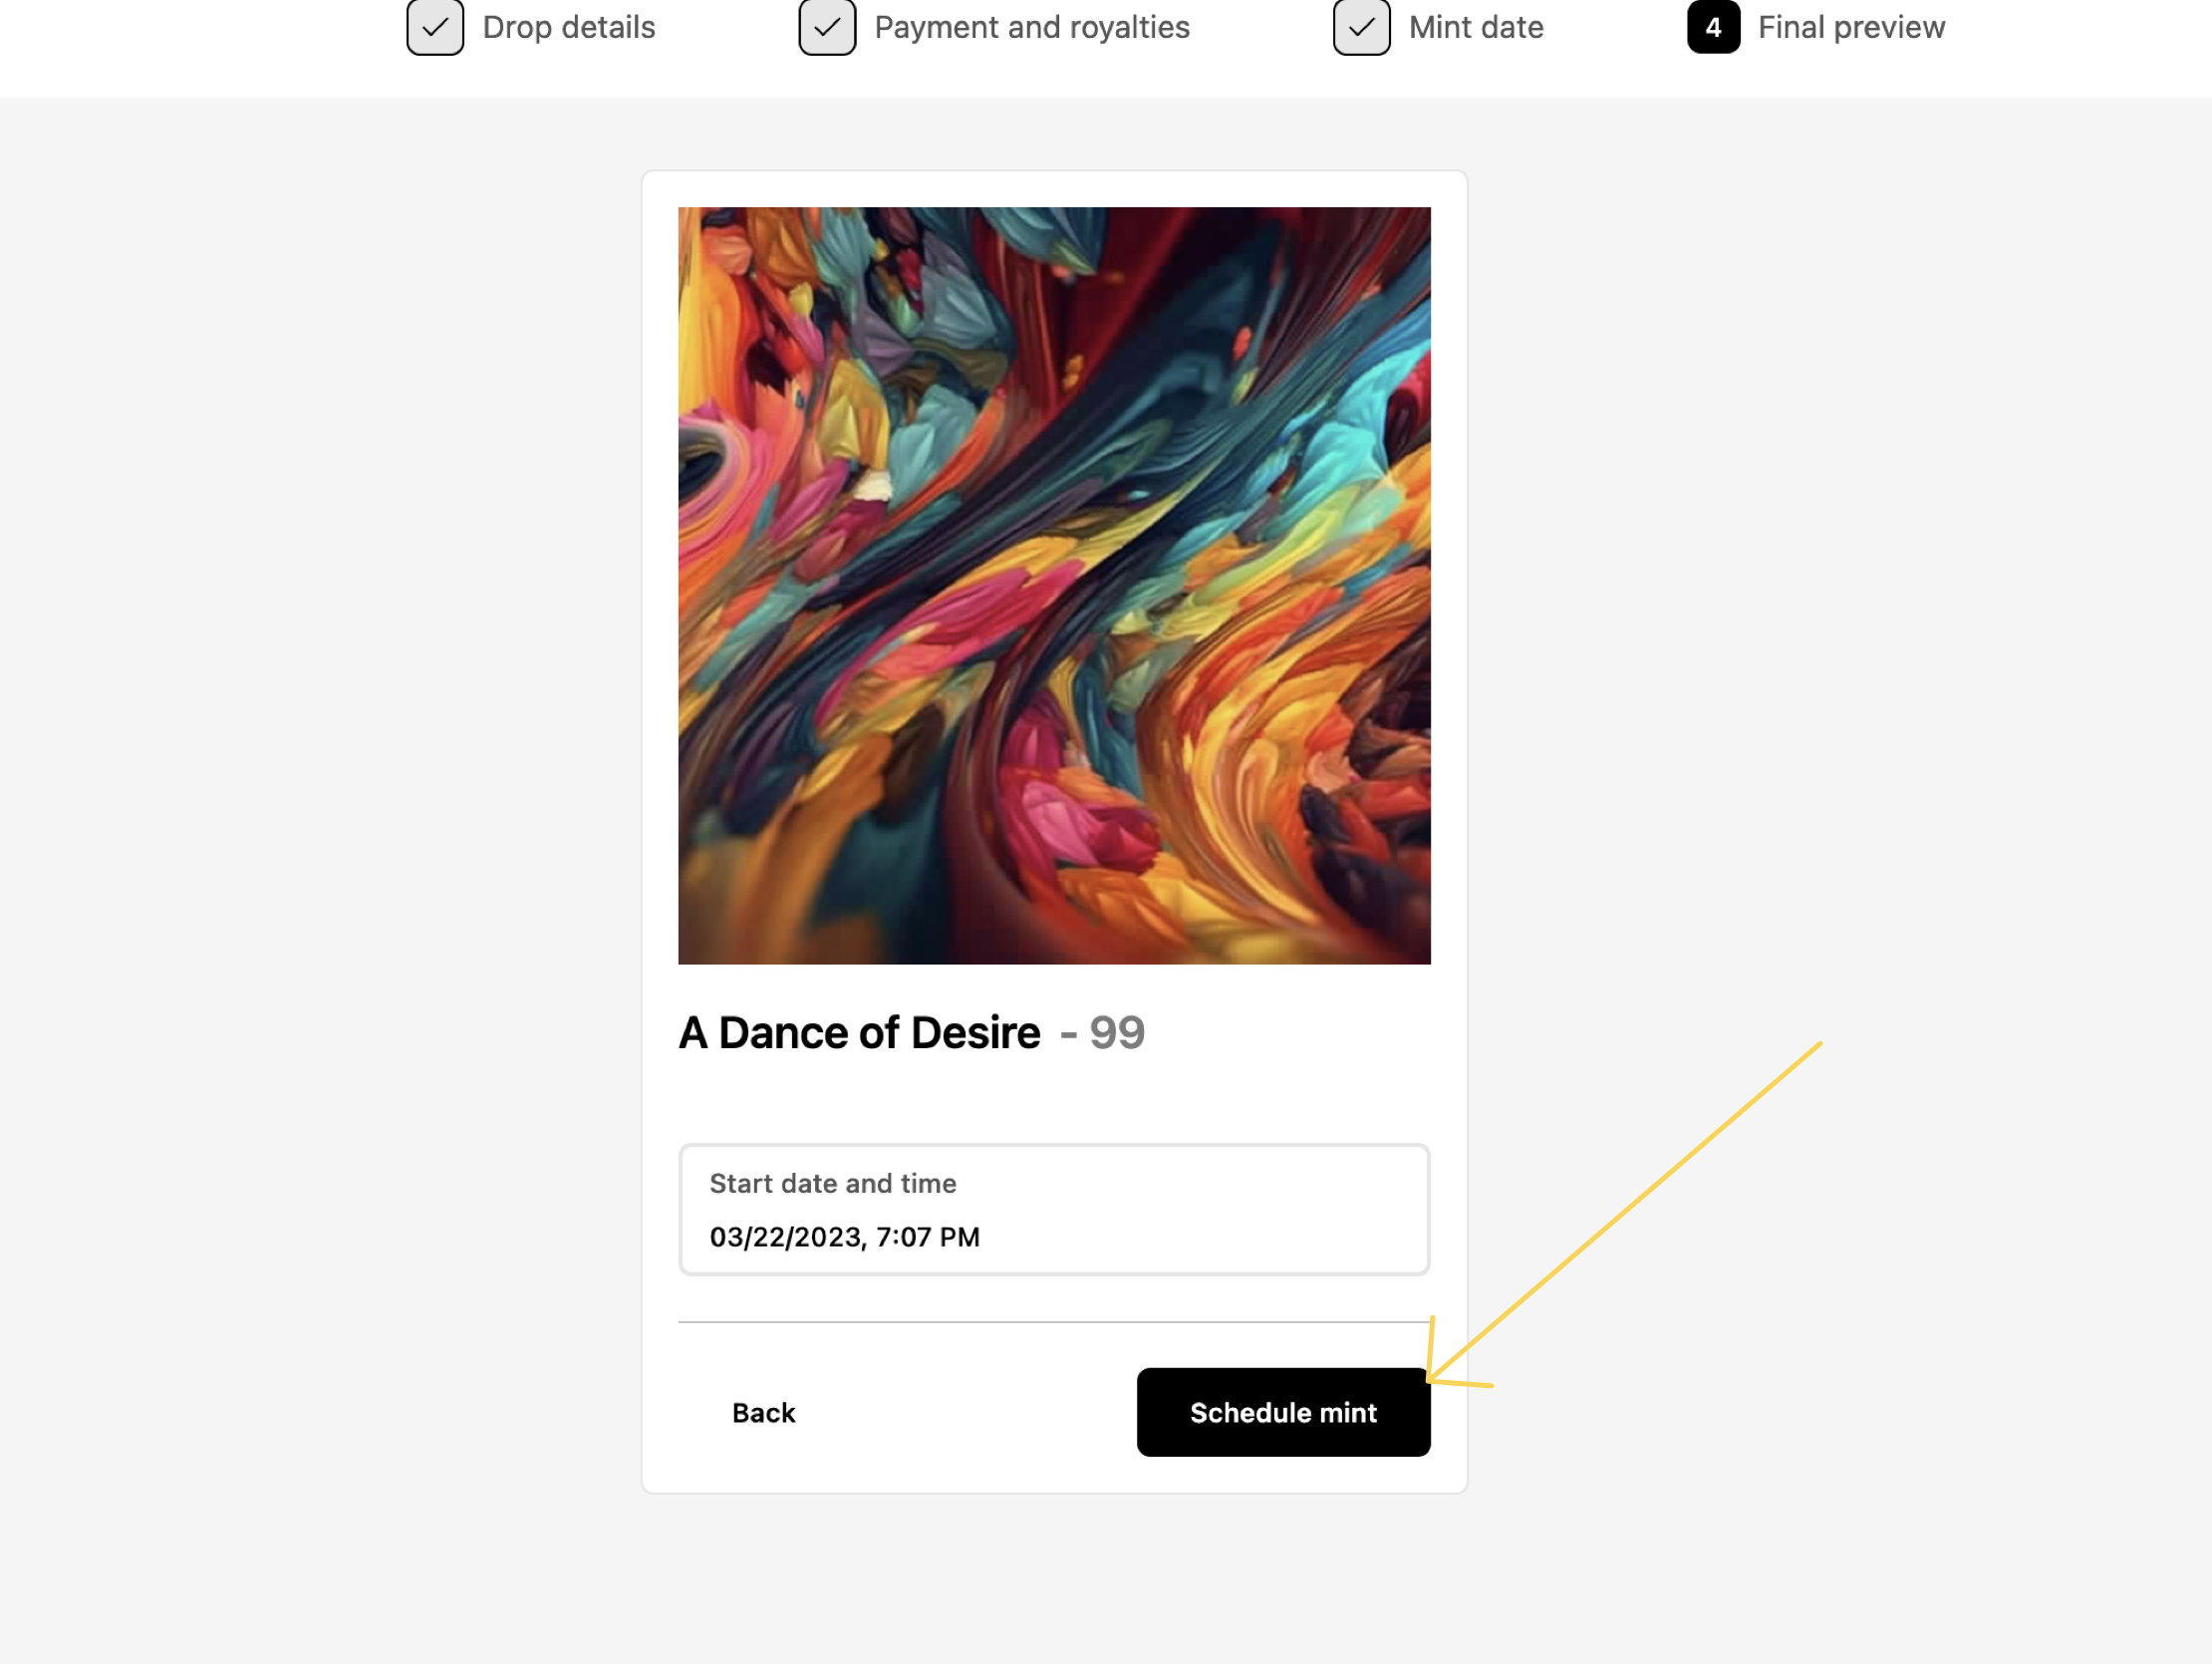 Drop details
Payment and royalties
Mint date
4 Final preview
A Dance of Desire - 99
Start date and time
03/22/2023, 7:07 PM
Back
Schedule mint